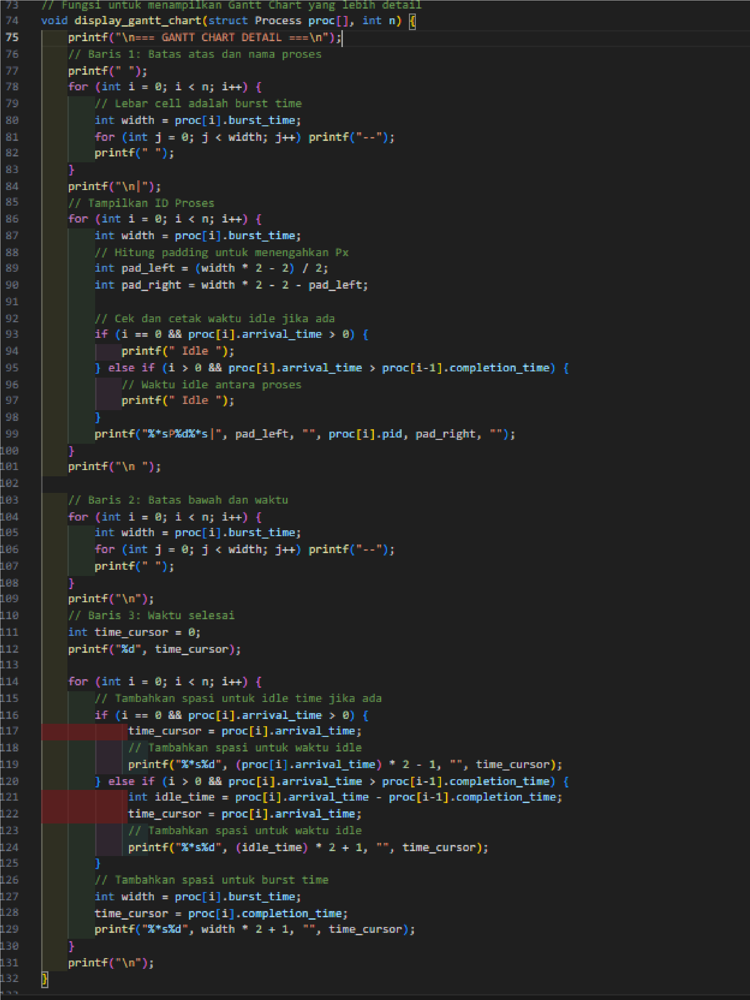 73 // Fungsi untuk menampilkan Gantt Chart yang lebih detail
74 void display_gantt_chart(struct Process proc[], int n) {
75     printf("\n=== GANTT CHART DETAIL ===\n");
76     // Baris 1: Batas atas dan nama proses
77     printf(" ");
78     for (int i = 0; i < n; i++) {
79         // Lebar cell adalah burst time
80         int width = proc[i].burst_time;
81         for (int j = 0; j < width; j++) printf("--");
82         printf(" ");
83     }
84     printf("\n|");
85     // Tampilkan ID Proses
86     for (int i = 0; i < n; i++) {
87         int width = proc[i].burst_time;
88         // Hitung padding untuk menengahkan Px
89         int pad_left = (width * 2 - 2) / 2;
90         int pad_right = width * 2 - 2 - pad_left;
91
92         // Cek dan cetak waktu idle jika ada
93         if (i == 0 && proc[i].arrival_time > 0) {
94             printf(" Idle ");
95         } else if (i > 0 && proc[i].arrival_time > proc[i-1].completion_time) {
96             // Waktu idle antara proses
97             printf(" Idle ");
98         }
99         printf("%*sP%d%*s|", pad_left, "", proc[i].pid, pad_right, "");
100     }
101     printf("\n ");
102
103     // Baris 2: Batas bawah dan waktu
104     for (int i = 0; i < n; i++) {
105         int width = proc[i].burst_time;
106         for (int j = 0; j < width; j++) printf("--");
107         printf(" ");
108     }
109     printf("\n");
110     // Baris 3: Waktu selesai
111     int time_cursor = 0;
112     printf("%d", time_cursor);
113
114     for (int i = 0; i < n; i++) {
115         // Tambahkan spasi untuk idle time jika ada
116         if (i == 0 && proc[i].arrival_time > 0) {
117              time_cursor = proc[i].arrival_time;
118              // Tambahkan spasi untuk waktu idle
119              printf("%*s%d", (proc[i].arrival_time) * 2 - 1, "", time_cursor);
120         } else if (i > 0 && proc[i].arrival_time > proc[i-1].completion_time) {
121              int idle_time = proc[i].arrival_time - proc[i-1].completion_time;
122              time_cursor = proc[i].arrival_time;
123              // Tambahkan spasi untuk waktu idle
124              printf("%*s%d", (idle_time) * 2 + 1, "", time_cursor);
125         }
126         // Tambahkan spasi untuk burst time
127         int width = proc[i].burst_time;
128         time_cursor = proc[i].completion_time;
129         printf("%*s%d", width * 2 + 1, "", time_cursor);
130     }
131     printf("\n");
132 }